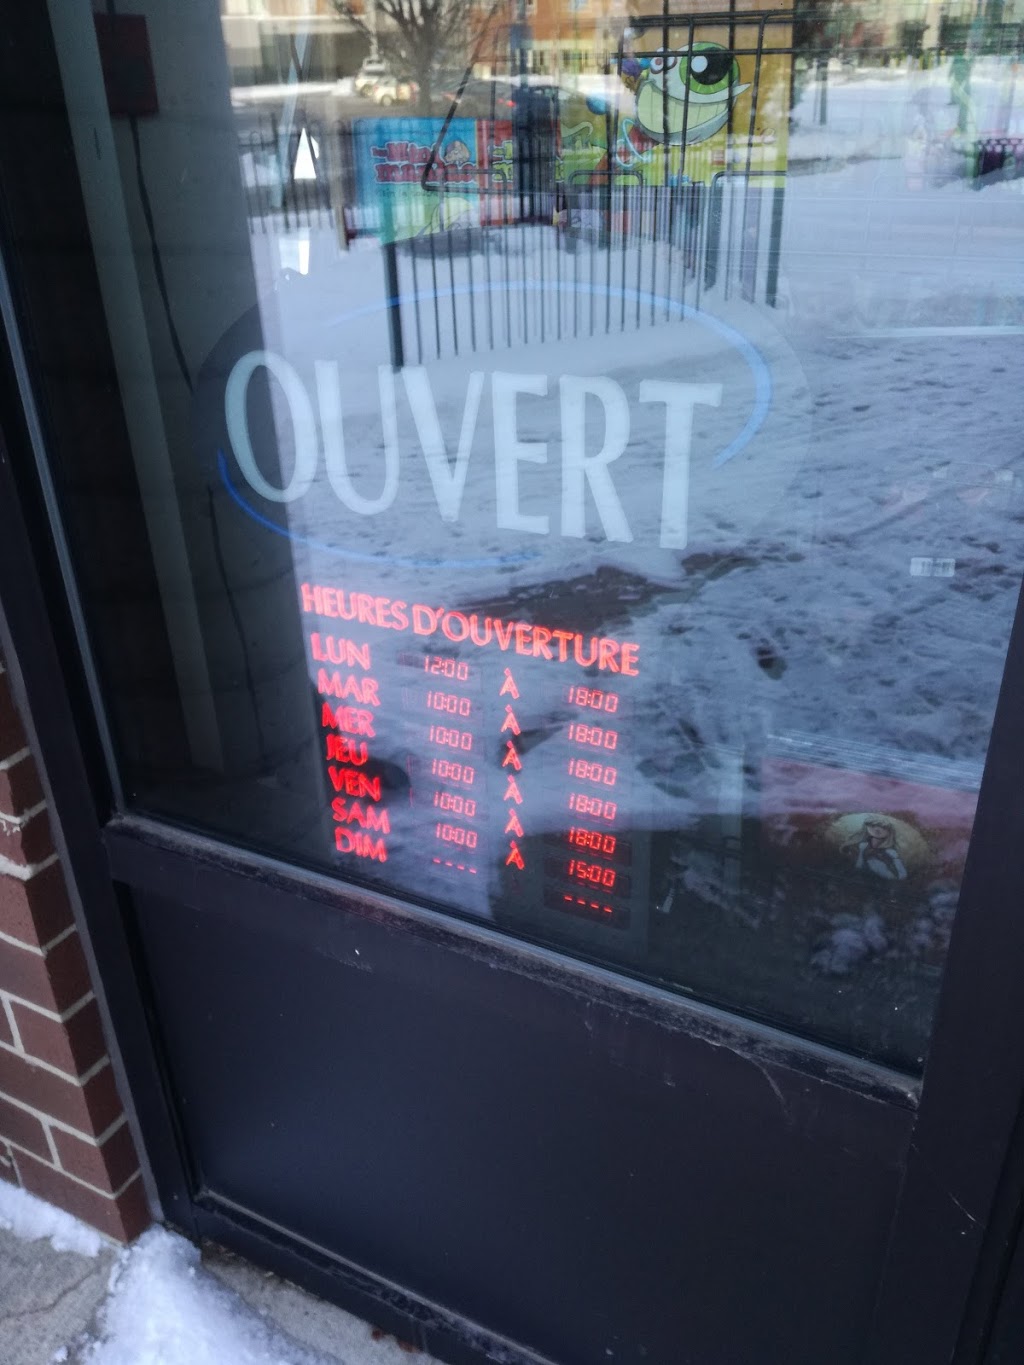 OUVERT
HEURES D'OUVERTURE
LUN 12:00 À 18:00
MAR 10:00 À 18:00
MER 10:00 À 18:00
JEU 10:00 À 18:00
VEN 10:00 À 18:00
SAM 10:00 À 15:00
DIM ---- ----